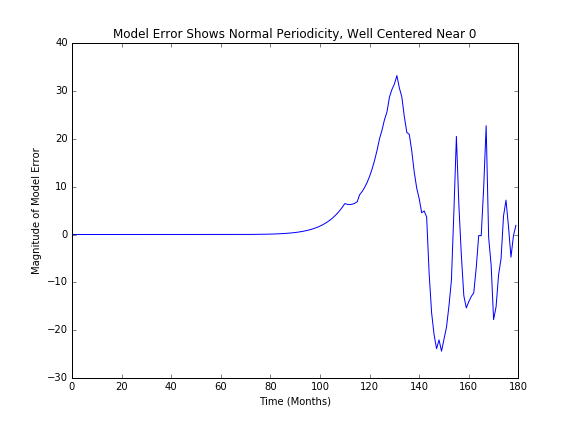 Model Error Shows Normal Periodicity, Well Centered Near 0
40
30
20
10
0
−10
−20
−30
Magnitude of Model Error
0 20 40 60 80 100 120 140 160 180
Time (Months)